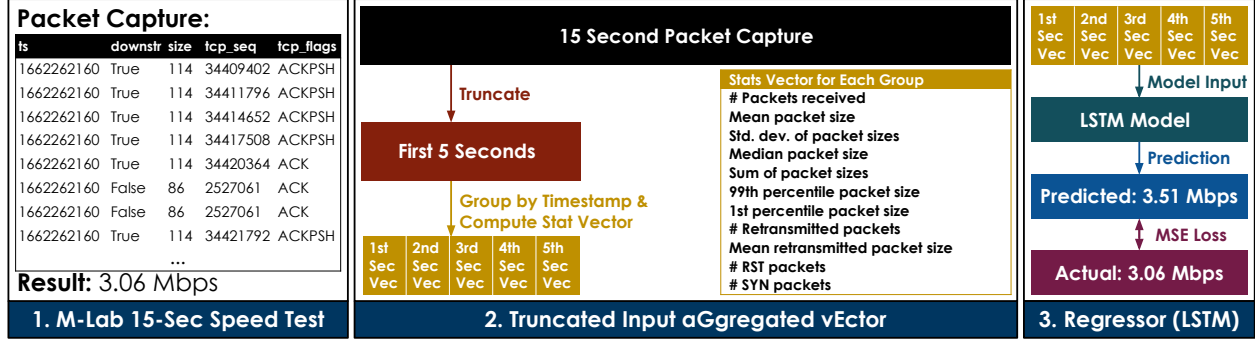 Packet Capture:
ts downstr size tcp_seq tcp_flags
1662262160 True 114 34409402 ACKPSH
1662262160 True 114 34411796 ACKPSH
1662262160 True 114 34414652 ACKPSH
1662262160 True 114 34417508 ACKPSH
1662262160 True 114 34420364 ACK
1662262160 False 86 2527061 ACK
1662262160 False 86 2527061 ACK
1662262160 True 114 34421792 ACKPSH
...
Result: 3.06 Mbps
1. M-Lab 15-Sec Speed Test
15 Second Packet Capture
Truncate
First 5 Seconds
Group by Timestamp &
Compute Stat Vector
1st 2nd 3rd 4th 5th
Sec Sec Sec Sec Sec
Vec Vec Vec Vec Vec
Stats Vector for Each Group
# Packets received
Mean packet size
Std. dev. of packet sizes
Median packet size
Sum of packet sizes
99th percentile packet size
1st percentile packet size
# Retransmitted packets
Mean retransmitted packet size
# RST packets
# SYN packets
2. Truncated Input aGgregated vEctor
1st 2nd 3rd 4th 5th
Sec Sec Sec Sec Sec
Vec Vec Vec Vec Vec
Model Input
LSTM Model
Prediction
Predicted: 3.51 Mbps
MSE Loss
Actual: 3.06 Mbps
3. Regressor (LSTM)